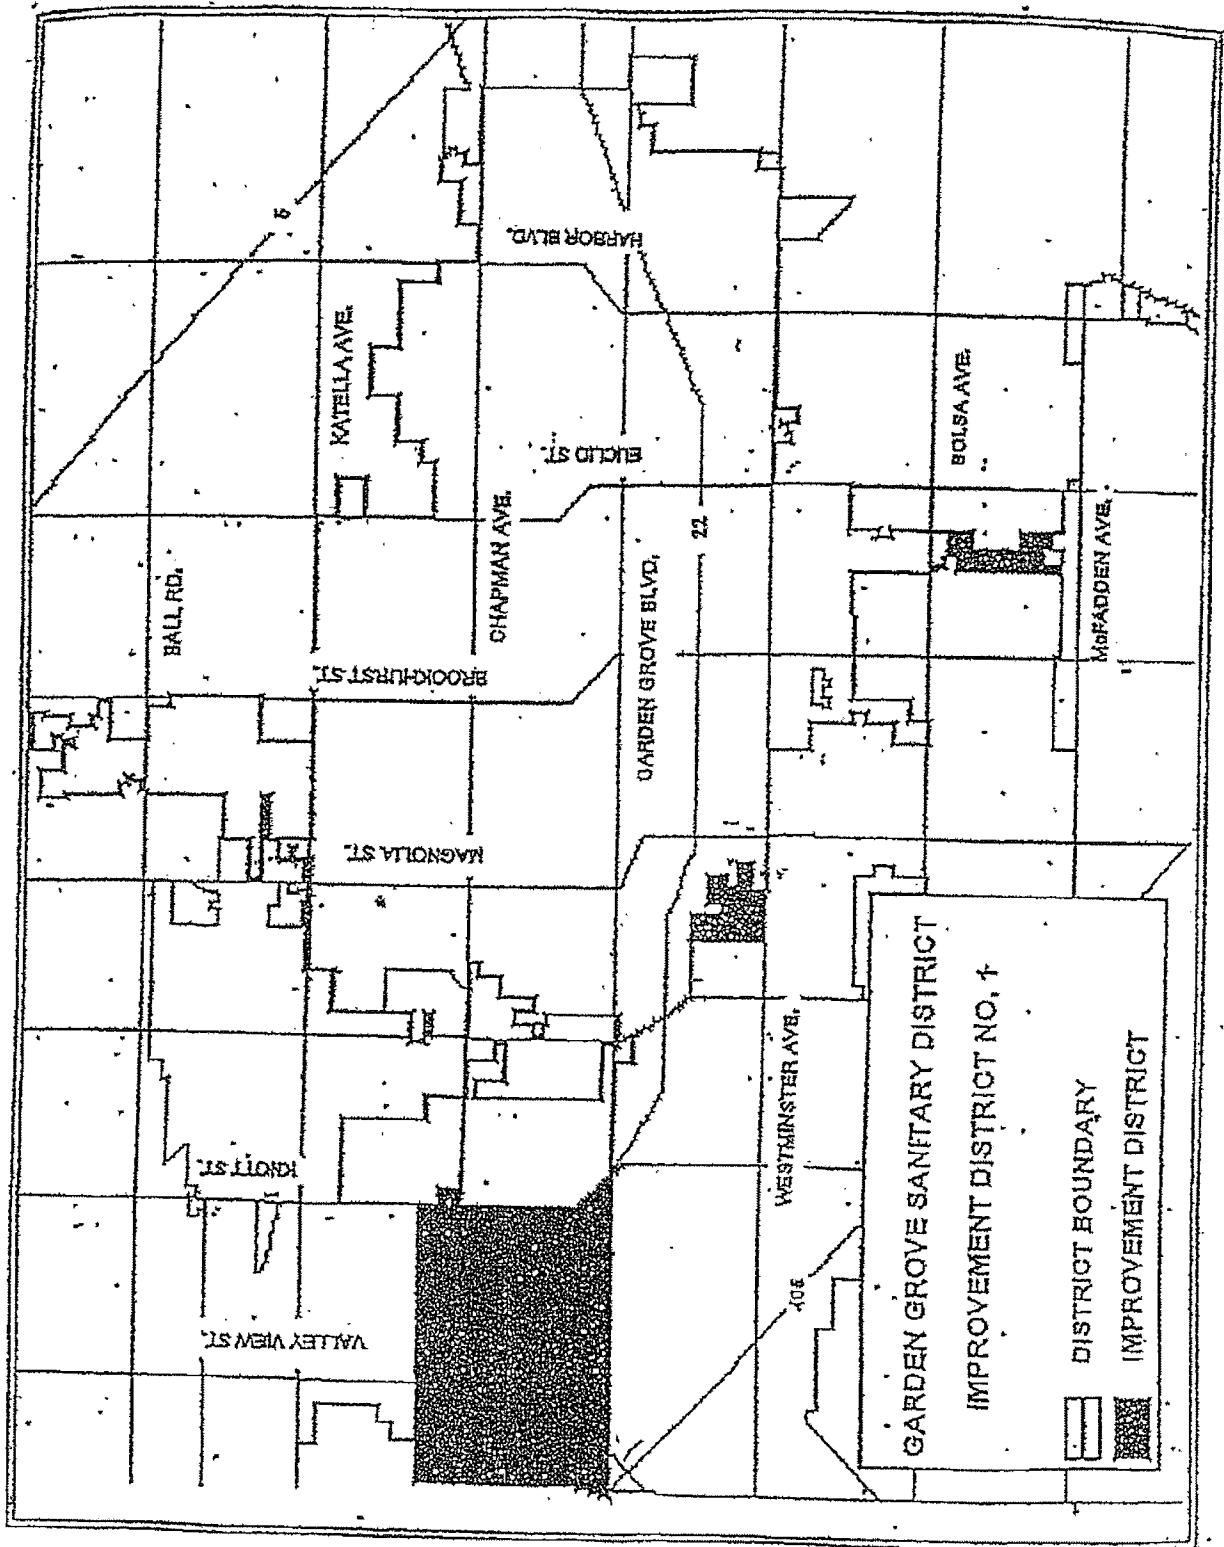 BALL RD.
KATELLA AVE.
CHAPMAN AVE.
GARDEN GROVE BLVD.
22
WESTMINSTER AVE.
BOLSA AVE.
McFADDEN AVE.
VALLEY VIEW ST.
KNOTT ST.
MAGNOLIA ST.
BROOKHURST ST.
EUCLID ST.
HARBOR BLVD.
5
405
GARDEN GROVE SANITARY DISTRICT
IMPROVEMENT DISTRICT NO. 1
DISTRICT BOUNDARY
IMPROVEMENT DISTRICT